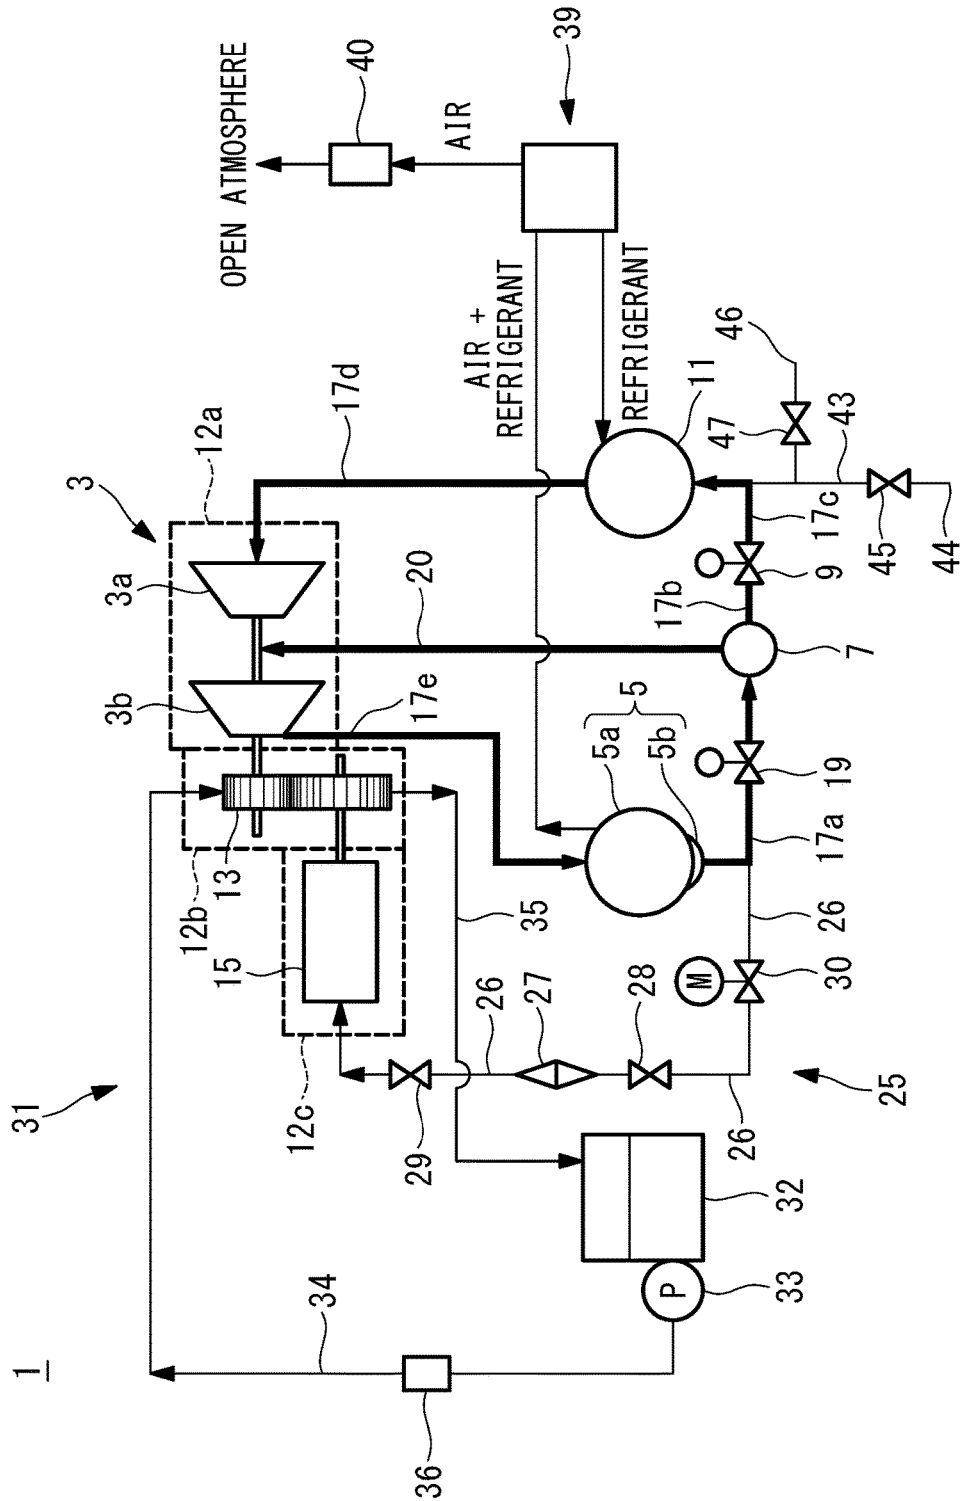 1
31
34
36
33
P
32
35
3
12a
3a
3b
12b
13
15
12c
29
26
27
28
26
25
M
30
26
17e
20
17d
5
5a
5b
17a
19
7
17b
9
17c
11
45
44
43
47
46
AIR +
REFRIGERANT
REFRIGERANT
AIR
OPEN ATMOSPHERE
40
39